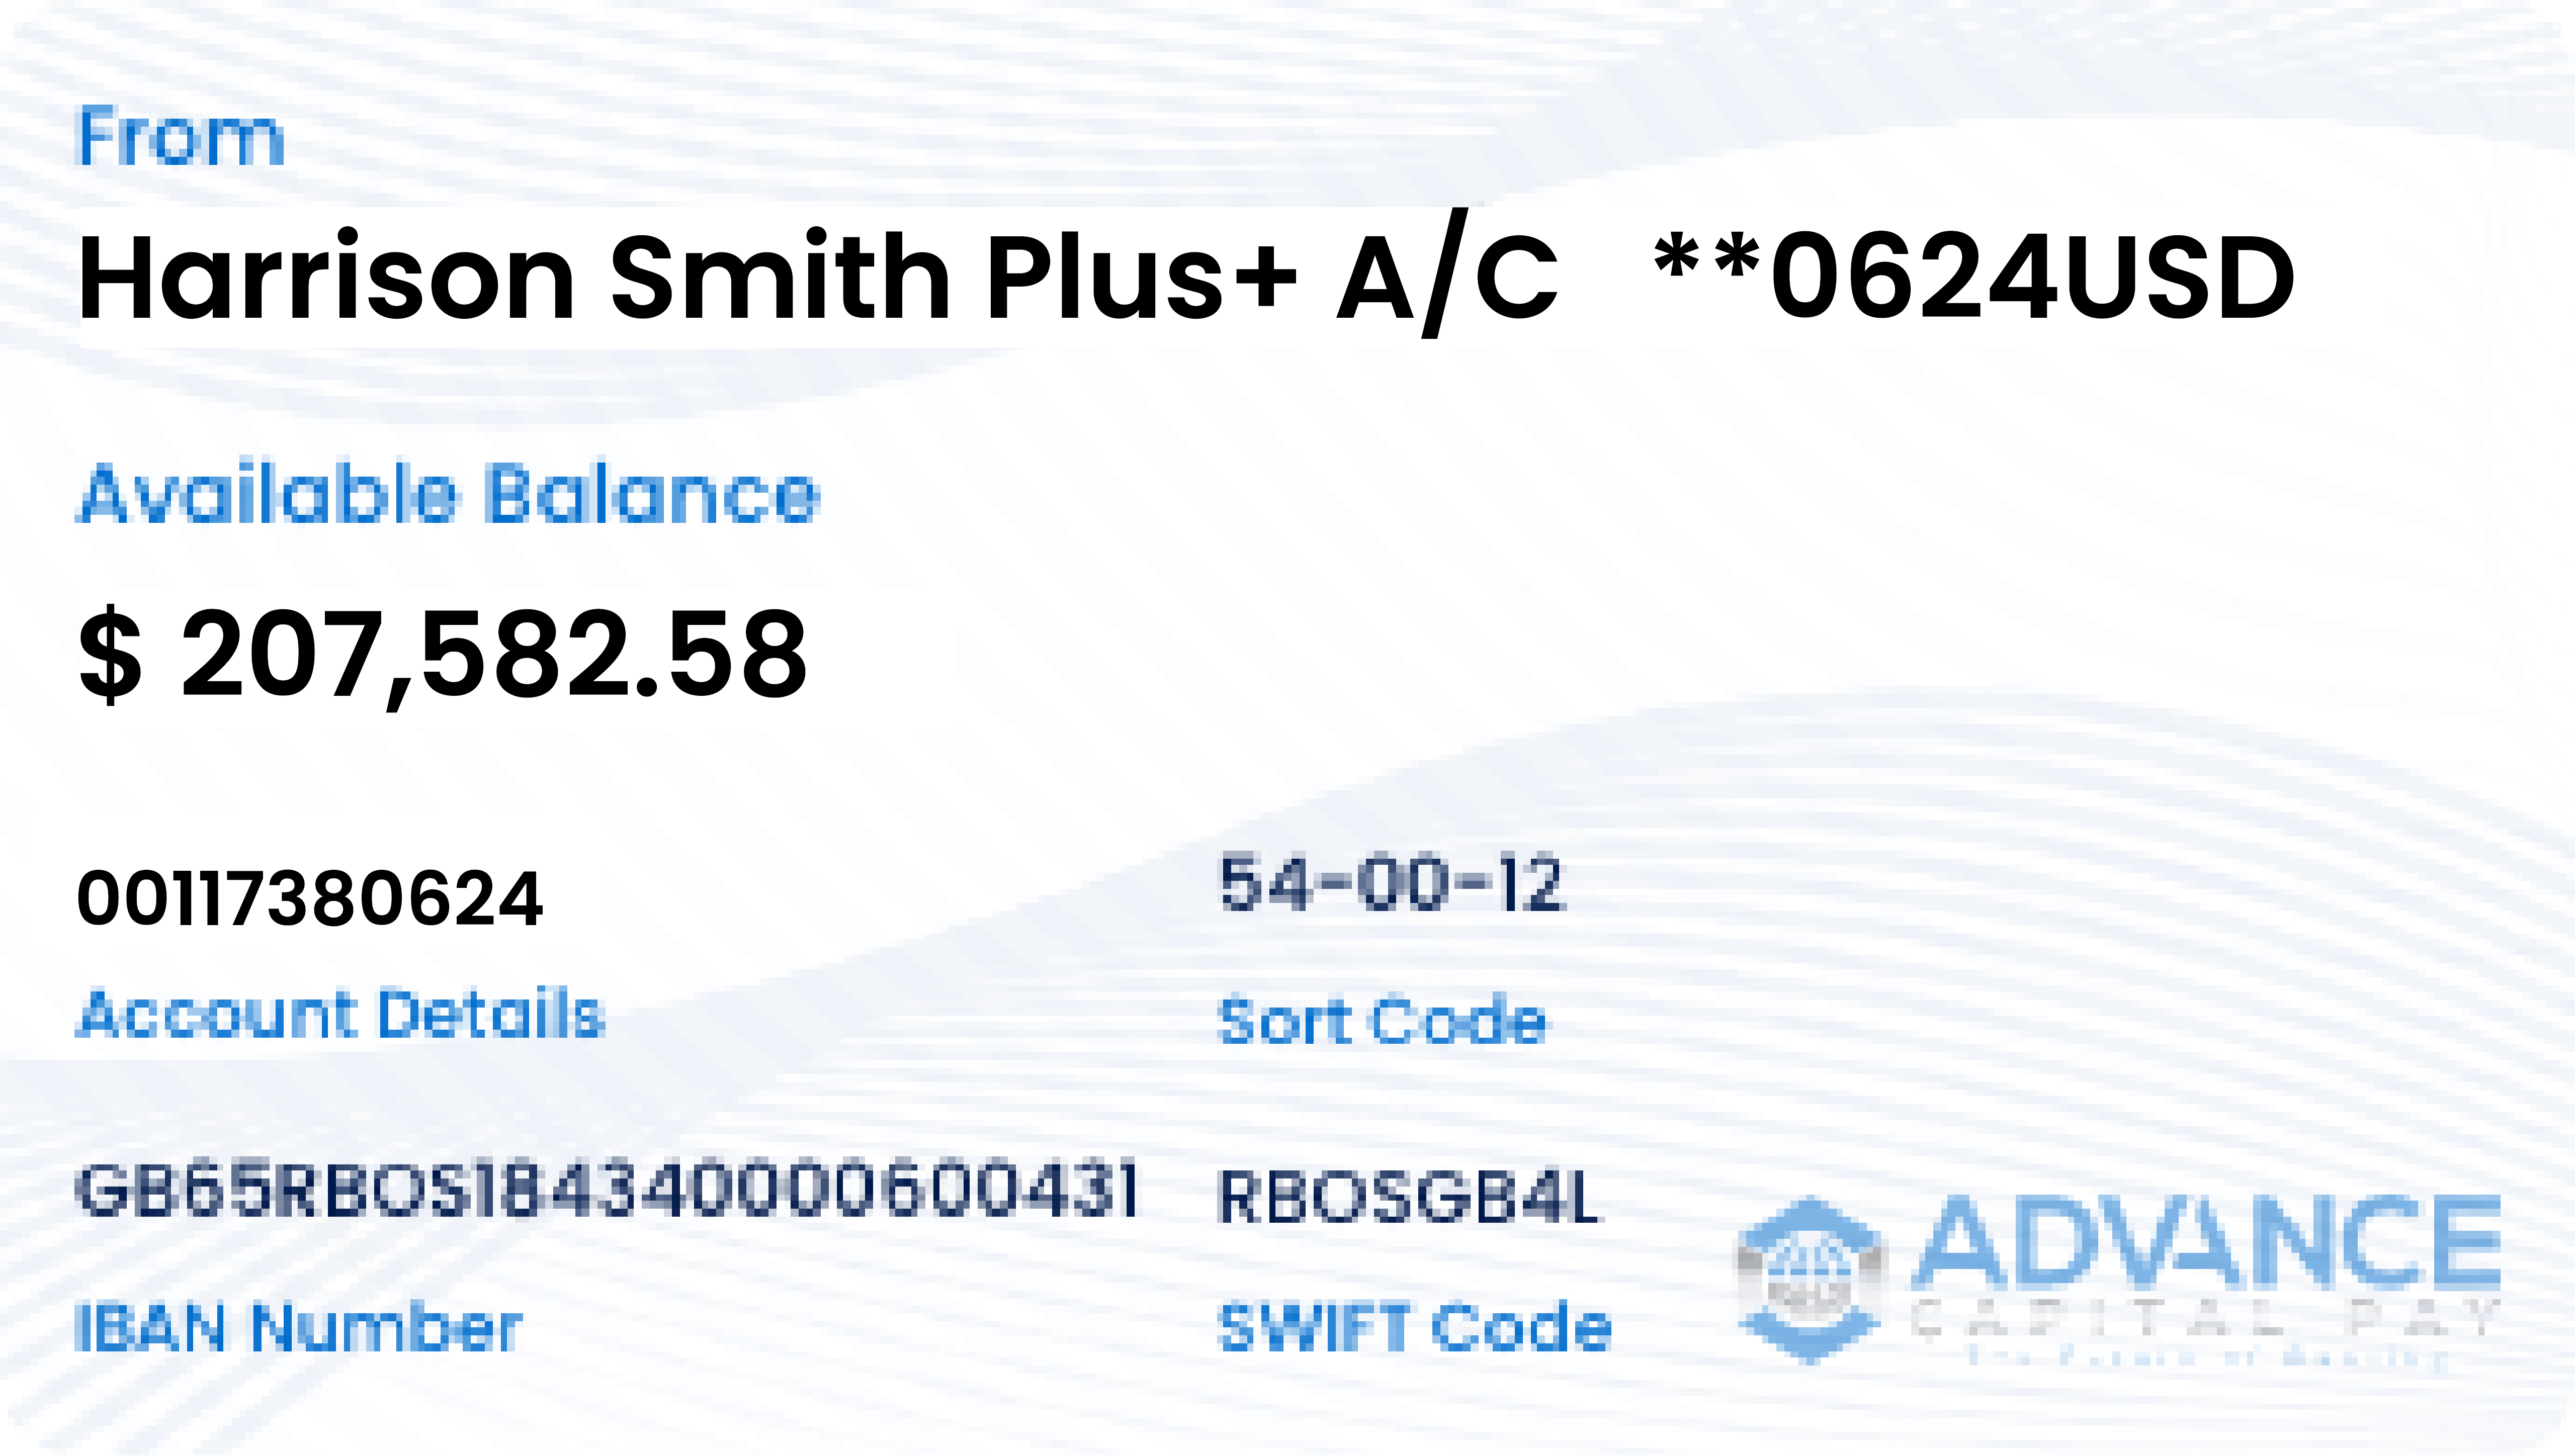 From
Harrison Smith Plus+ A/C **0624USD
Available Balance
$ 207,582.58
00117380624
54-00-12
Account Details
Sort Code
GB65RBOS184340000600431
RBOSGB4L
IBAN Number
SWIFT Code
ADVANCE
CAPITAL PAY